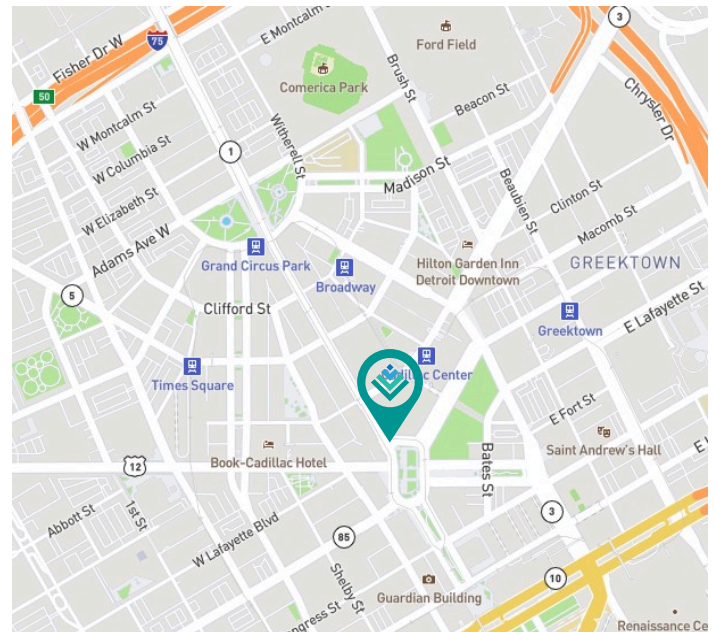 3
Ford Field
E Montcalm St
75
Fisher Dr W
Comerica Park
Brush St
50
Beacon St
Chrysler Dr
W Montcalm St
Witherell St
1
W Columbia St
Madison St
W Elizabeth St
Beaubien St
Clinton St
Adams Ave W
Macomb St
Grand Circus Park
Hilton Garden Inn
Detroit Downtown
GREEKTOWN
Broadway
5
Clifford St
E Lafayette St
Greektown
Times Square
Center
E Fort St
Saint Andrew's Hall
Book-Cadillac Hotel
12
Bates St
Abbott St
1st St
3
W Lafayette Blvd
85
Shelby St
10
Guardian Building
Renaissance Ce